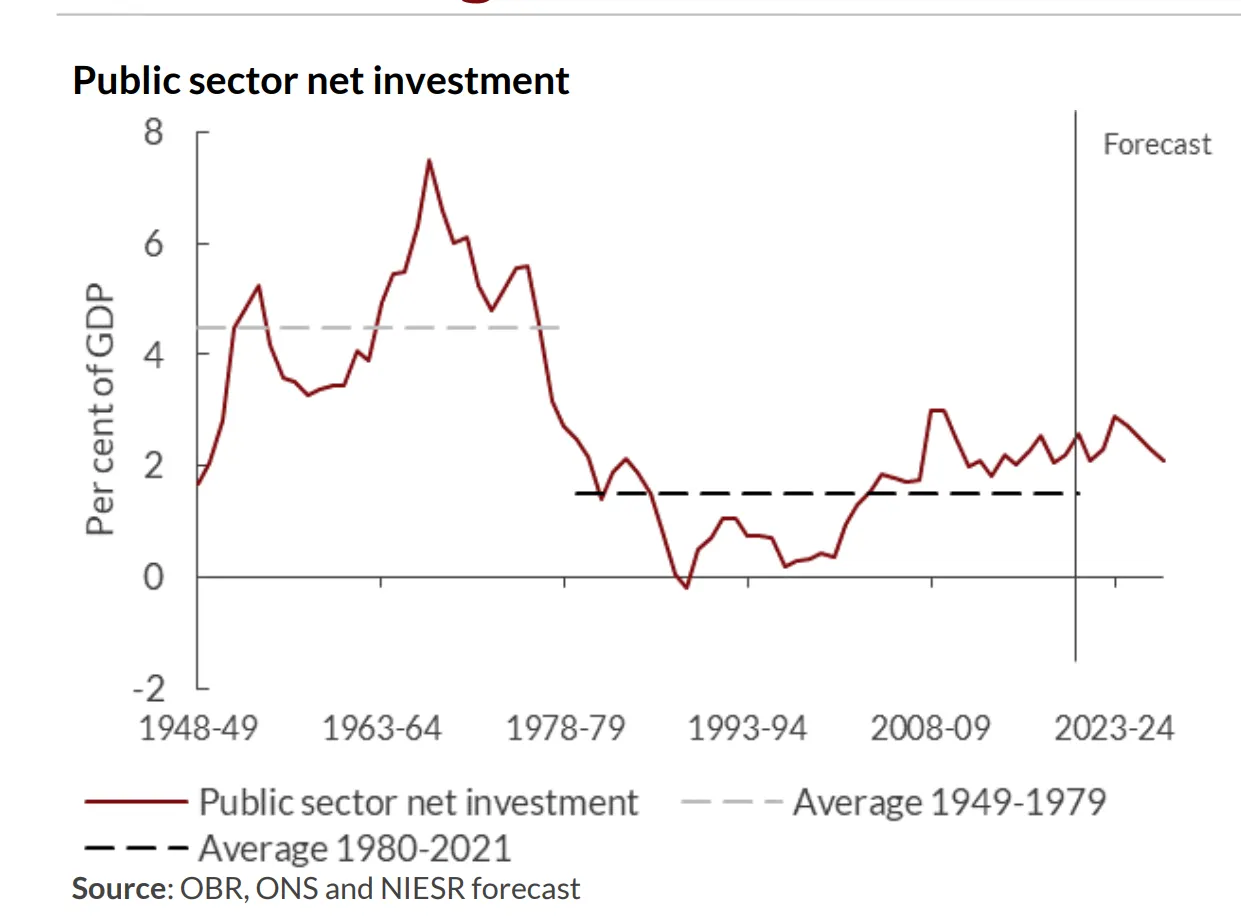 Public sector net investment
8
Forecast
6
4
2
0
-2
Per cent of GDP
1948-49 1963-64 1978-79 1993-94 2008-09 2023-24
Public sector net investment Average 1949-1979
Average 1980-2021
Source: OBR, ONS and NIESR forecast